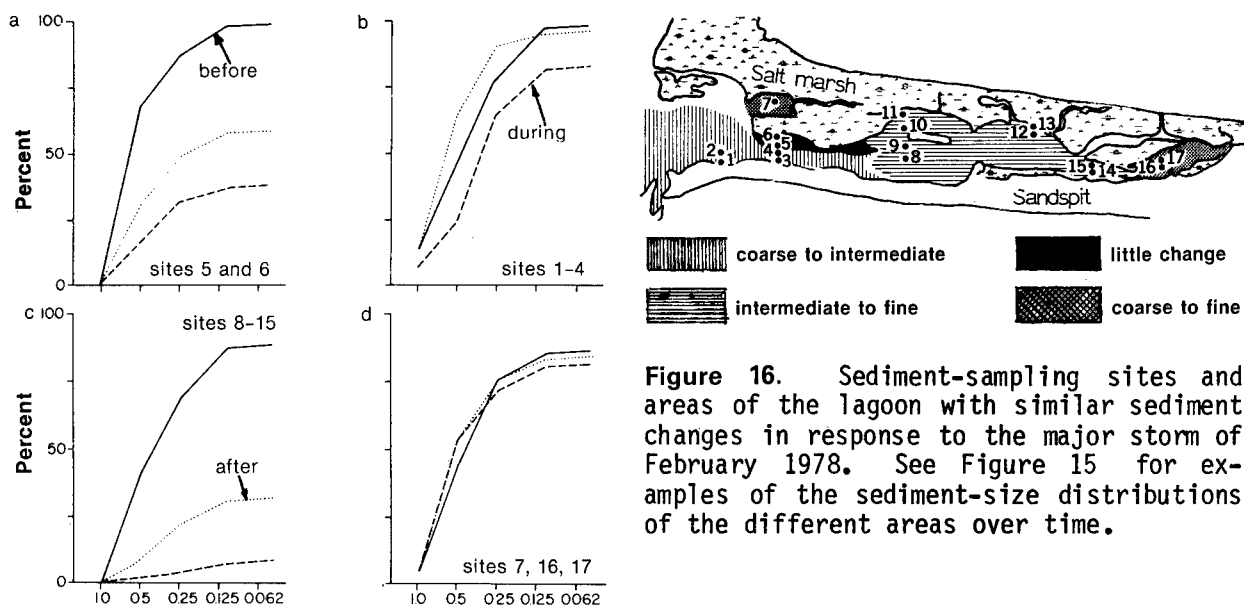 a
100
before
Percent
50
0
sites 5 and 6
b
during
sites 1-4
c
100
sites 8-15
Percent
50
after
0
1.0 0.5 0.25 0.125 0.062
d
sites 7, 16, 17
1.0 0.5 0.25 0.125 0.062
Salt marsh
7
11
10
13
12
6
5
2
4
9
17
1
3
8
15
14
16
Sandspit
coarse to intermediate
little change
intermediate to fine
coarse to fine
Figure 16. Sediment-sampling sites and
areas of the lagoon with similar sediment
changes in response to the major storm of
February 1978. See Figure 15 for ex-
amples of the sediment-size distributions
of the different areas over time.